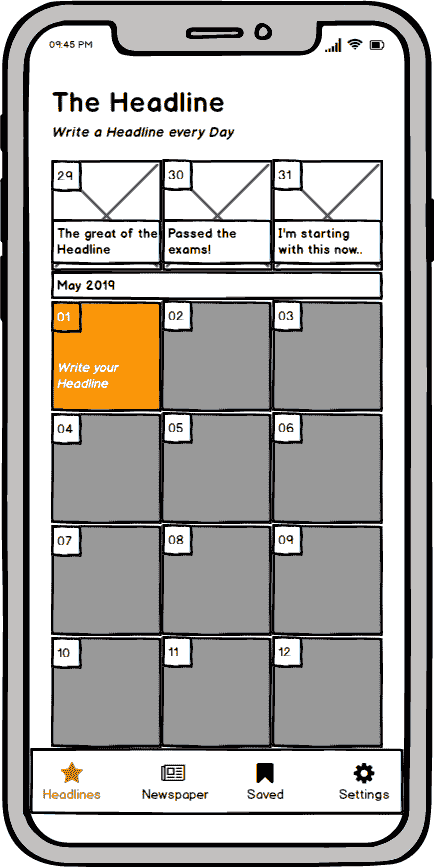 09:45 PM
The Headline
Write a Headline every Day
29
30
31
The great of the
Headline
Passed the
exams!
I'm starting
with this now..
May 2019
01
02
03
Write your
Headline
04
05
06
07
08
09
10
11
12
Headlines
Newspaper
Saved
Settings